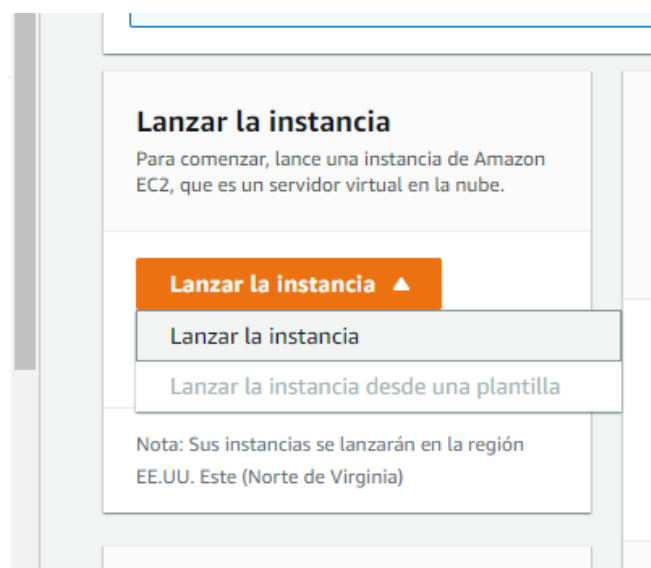 Lanzar la instancia
Para comenzar, lance una instancia de Amazon
EC2, que es un servidor virtual en la nube.
Lanzar la instancia
Lanzar la instancia
Lanzar la instancia desde una plantilla
Nota: Sus instancias se lanzarán en la región
EE.UU. Este (Norte de Virginia)